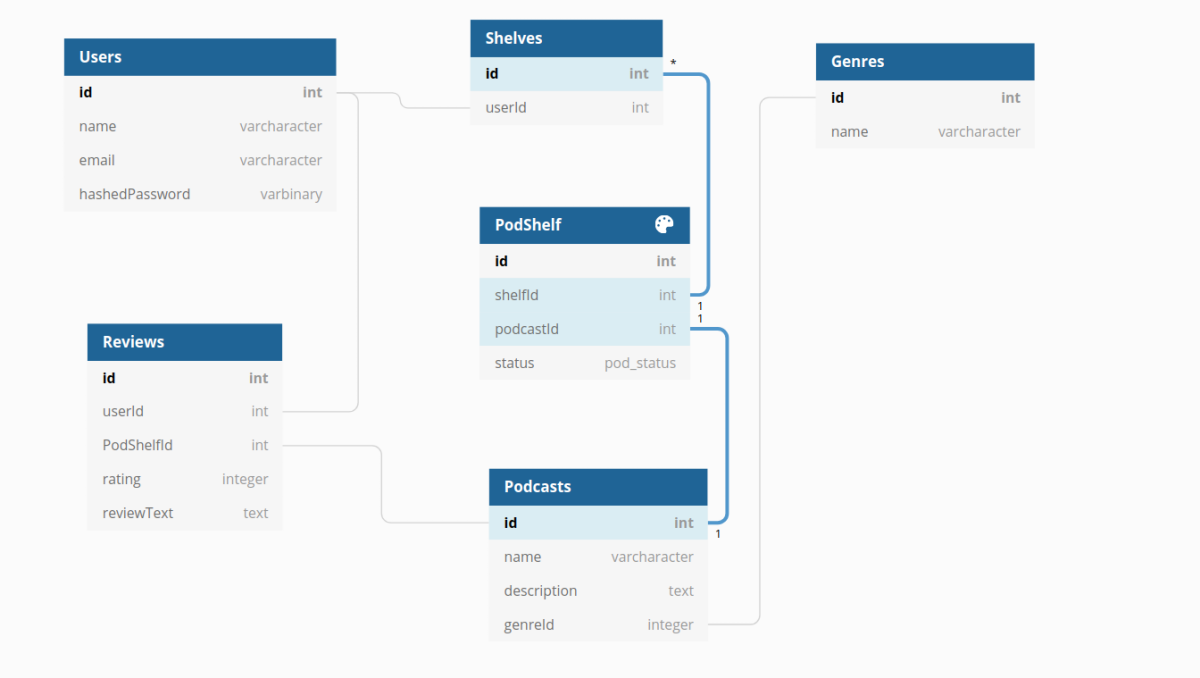 Users
id int
name varcharacter
email varcharacter
hashedPassword varbinary
Shelves
id int
userId int
*
Genres
id int
name varcharacter
PodShelf
id int
shelfId int
podcastId int
status pod_status
1
1
Reviews
id int
userId int
PodShelfId int
rating integer
reviewText text
Podcasts
id int
name varcharacter
description text
genreId integer
1